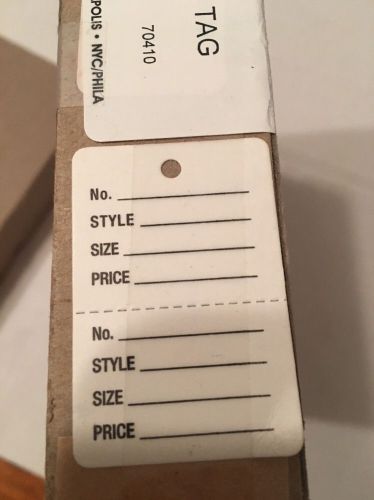 POLIS • NYC/PHILA
TAG
70410
No.
STYLE
SIZE
PRICE
No.
STYLE
SIZE
PRICE